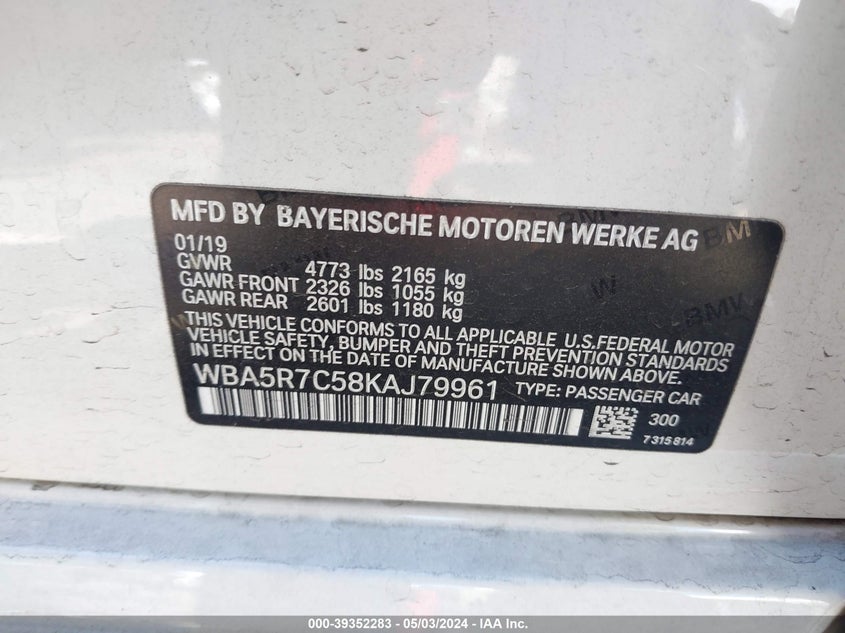 MFD BY BAYERISCHE MOTOREN WERKE AG
01/19
GVWR 4773 lbs 2165 kg
GAWR FRONT 2326 lbs 1055 kg
GAWR REAR 2601 lbs 1180 kg
THIS VEHICLE CONFORMS TO ALL APPLICABLE U.S.FEDERAL MOTOR
VEHICLE SAFETY, BUMPER AND THEFT PREVENTION STANDARDS
IN EFFECT ON THE DATE OF MANUFACTURE SHOWN ABOVE.
WBA5R7C58KAJ79961 TYPE: PASSENGER CAR
300
7 315 814
000-39352283 - 05/03/2024 - IAA Inc.